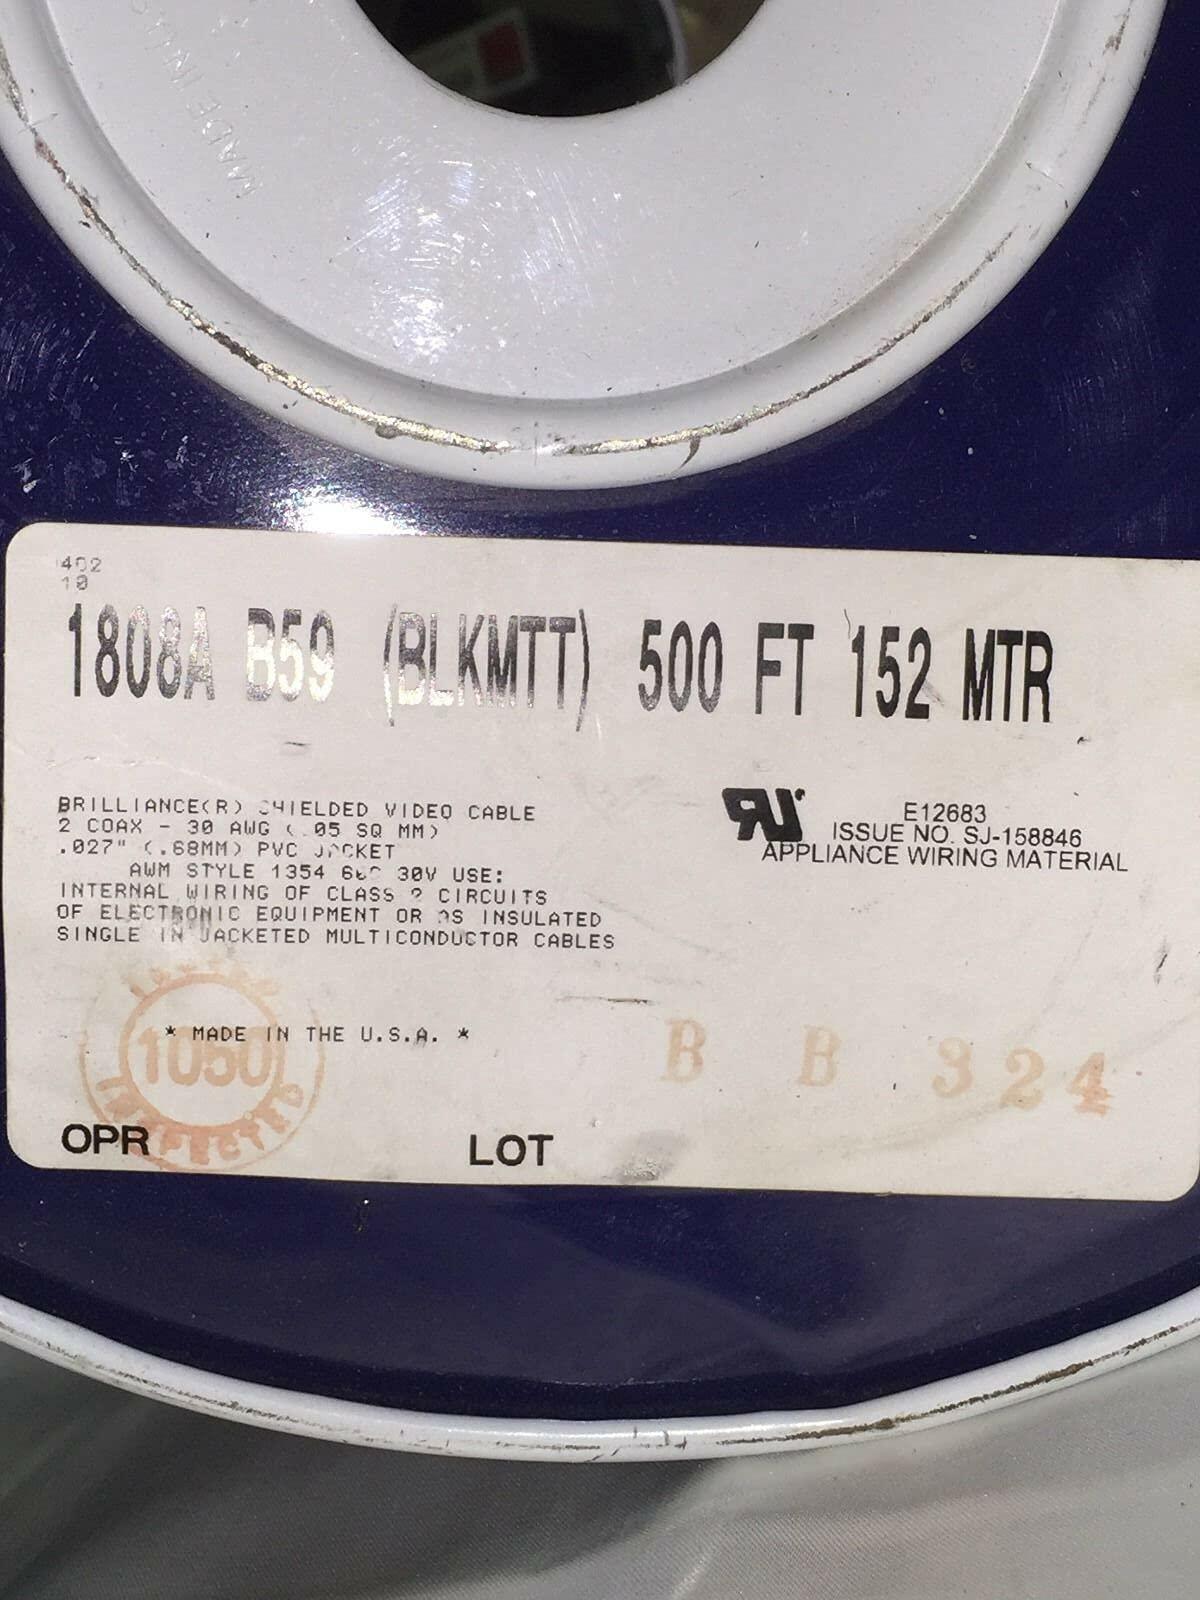 MADE IN
402
10
1808A B59 (BLKMTT) 500 FT 152 MTR
BRILLIANCE(R) SHIELDED VIDEO CABLE
2 COAX - 30 AWG (.05 SQ MM)
.027" (.68MM) PVC JACKET
AWM STYLE 1354 30V USE:
INTERNAL WIRING OF CLASS 2 CIRCUITS
OF ELECTRONIC EQUIPMENT OR AS INSULATED
SINGLE IN JACKETED MULTICONDUCTOR CABLES
RU
E12683
ISSUE NO. SJ-158846
APPLIANCE WIRING MATERIAL
* MADE IN THE U.S.A. *
1050
INSPECTED
B B 324
OPR LOT